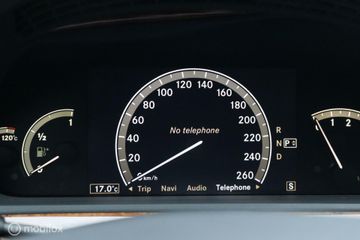 120°C
½
1
20
40
60
80
100
120
140
160
180
200
220
240
260
No telephone
km/h
17.0°C
Trip Navi Audio Telephone
R
N
D
P
S
1
© mobilox